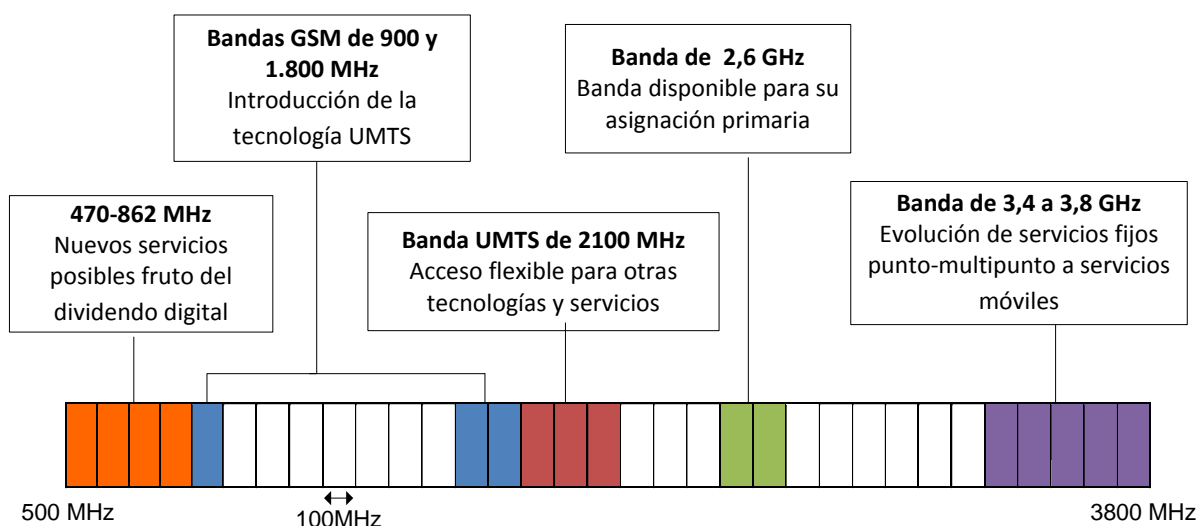 Bandas GSM de 900 y
1.800 MHz
Introducción de la
tecnología UMTS
Banda de 2,6 GHz
Banda disponible para su
asignación primaria
470-862 MHz
Nuevos servicios
posibles fruto del
dividendo digital
Banda UMTS de 2100 MHz
Acceso flexible para otras
tecnologías y servicios
Banda de 3,4 a 3,8 GHz
Evolución de servicios fijos
punto-multipunto a servicios
móviles
500 MHz
100MHz
3800 MHz